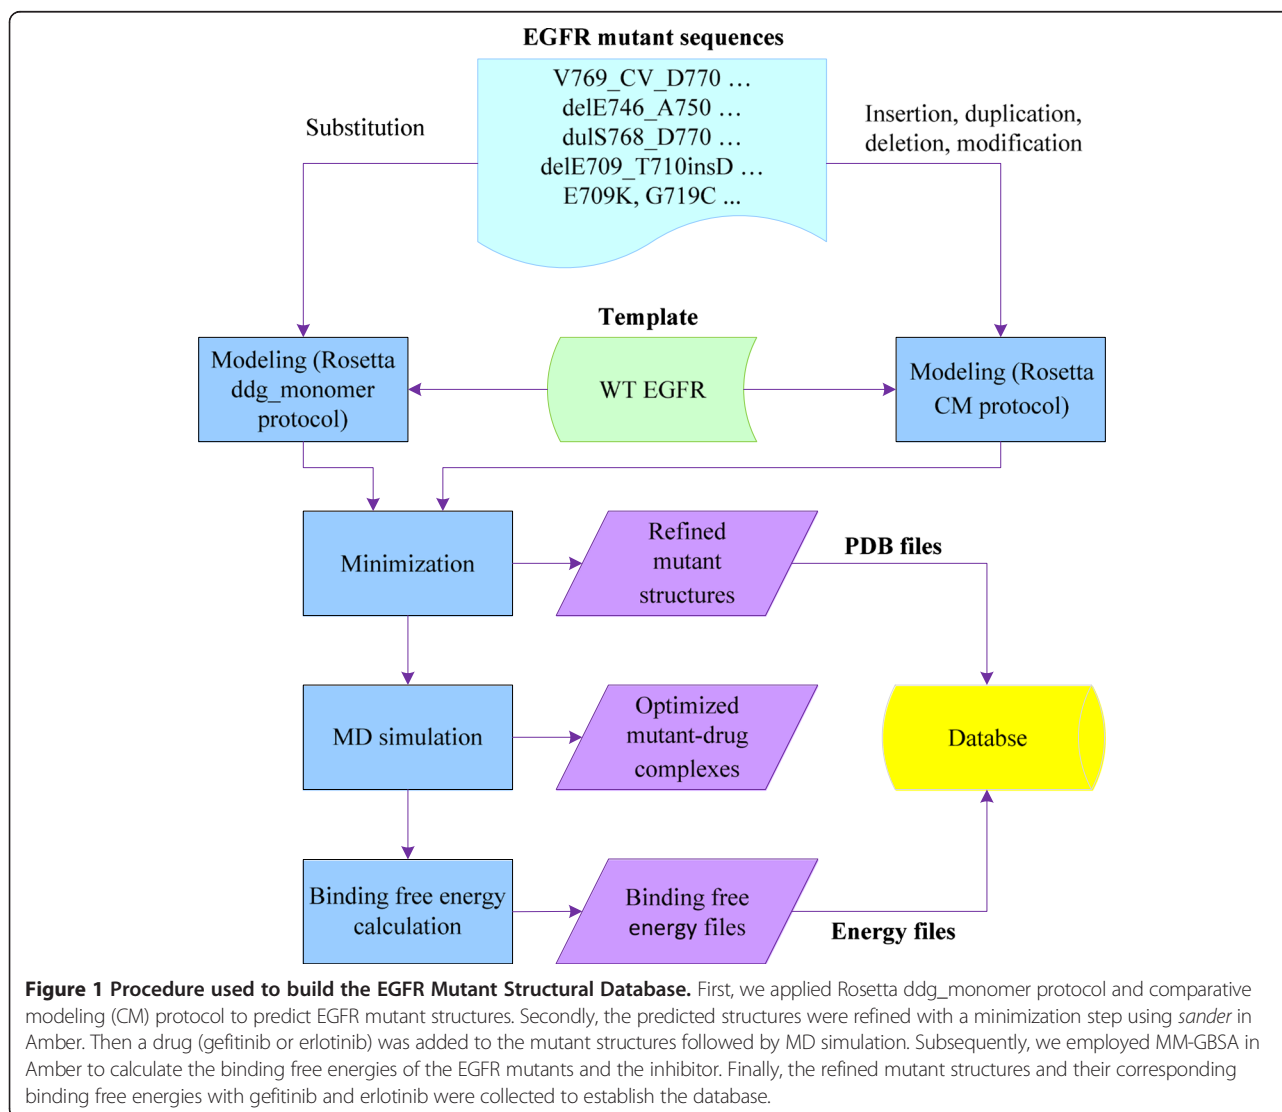 EGFR mutant sequences
V769_CV_D770 …
delE746_A750 …
dulS768_D770 …
delE709_T710insD …
E709K, G719C ...
Substitution
Insertion, duplication,
deletion, modification
Template
Modeling (Rosetta
ddg_monomer
protocol)
WT EGFR
Modeling (Rosetta
CM protocol)
Minimization
Refined
mutant
structures
PDB files
MD simulation
Optimized
mutant-drug
complexes
Databse
Binding free energy
calculation
Binding free
energy files
Energy files
Figure 1 Procedure used to build the EGFR Mutant Structural Database. First, we applied Rosetta ddg_monomer protocol and comparative
modeling (CM) protocol to predict EGFR mutant structures. Secondly, the predicted structures were refined with a minimization step using sander in
Amber. Then a drug (gefitinib or erlotinib) was added to the mutant structures followed by MD simulation. Subsequently, we employed MM-GBSA in
Amber to calculate the binding free energies of the EGFR mutants and the inhibitor. Finally, the refined mutant structures and their corresponding
binding free energies with gefitinib and erlotinib were collected to establish the database.